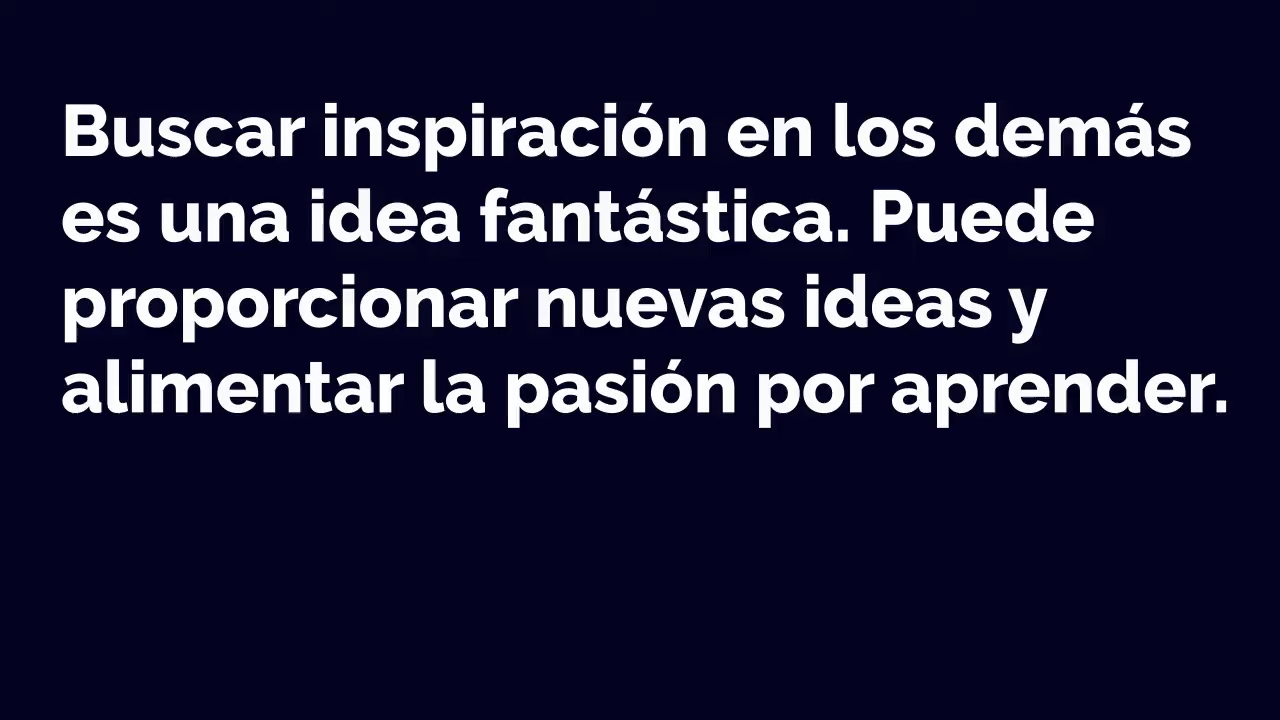 Buscar inspiración en los demás
es una idea fantástica. Puede
proporcionar nuevas ideas y
alimentar la pasión por aprender.